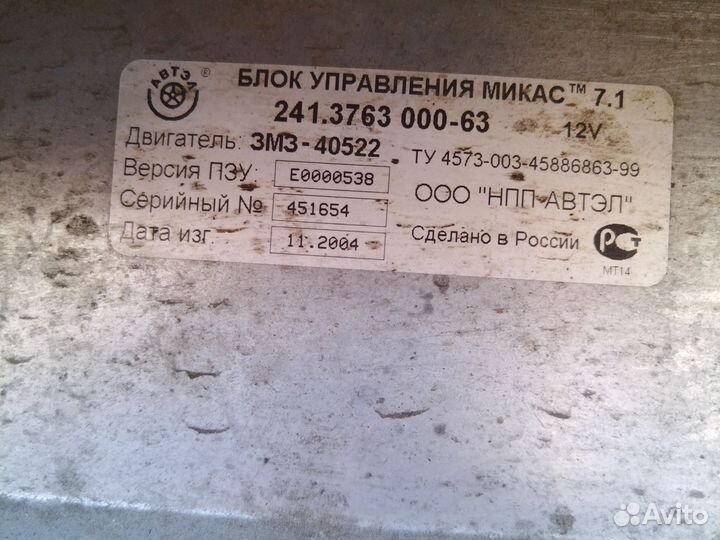 АВТЭЛ
БЛОК УПРАВЛЕНИЯ МИКАС™ 7.1
241.3763 000-63 12V
Двигатель: ЗМЗ-40522
ТУ 4573-003-45886863-99
Версия ПЗУ E0000538
ООО "НПП АВТЭЛ"
Серийный № 451654
Сделано в России
Дата изг. 11.2004
РСТ
МТ14
Avito